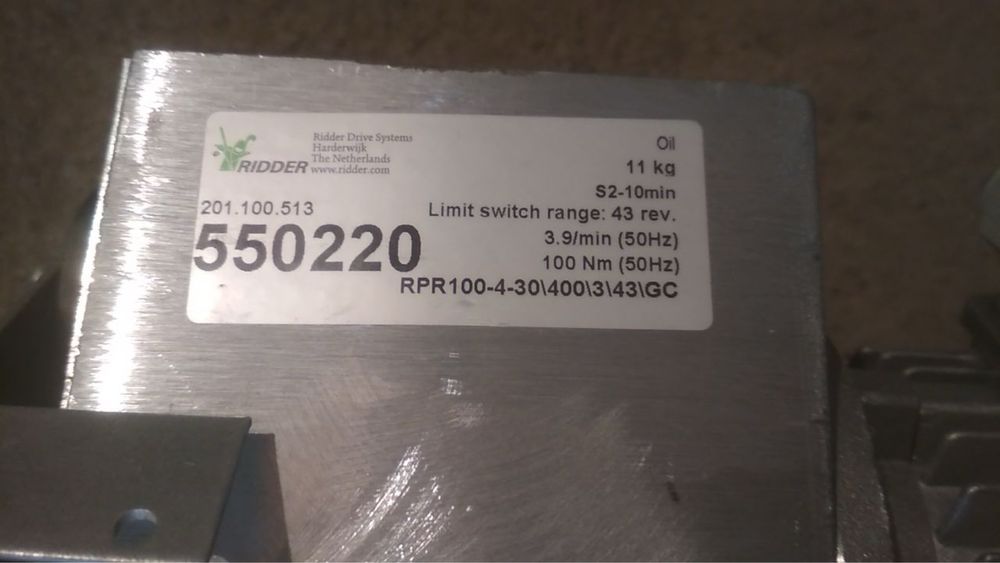 Ridder Drive Systems
Harderwijk
The Netherlands
www.ridder.com
RIDDER
Oil
11 kg
S2-10min
201.100.513
Limit switch range: 43 rev.
550220
3.9/min (50Hz)
100 Nm (50Hz)
RPR100-4-30\400\3\43\GC